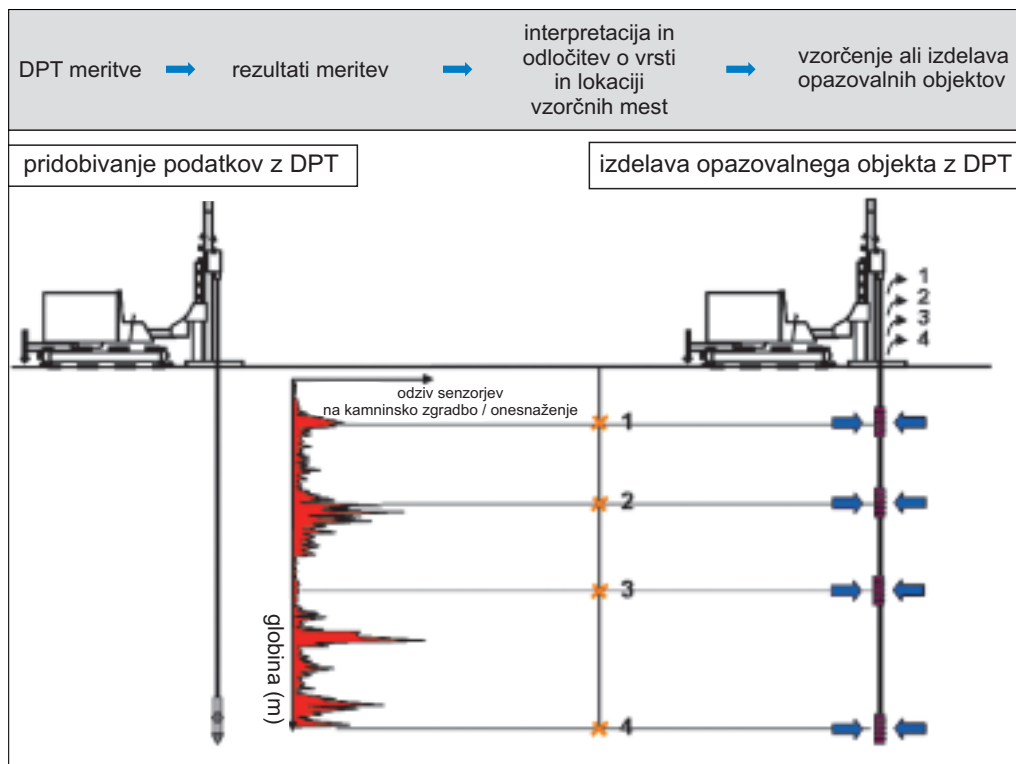 DPT meritve
rezultati meritev
interpretacija in
odločitev o vrsti
in lokaciji
vzorčnih mest
vzorčenje ali izdelava
opazovalnih objektov
pridobivanje podatkov z DPT
izdelava opazovalnega objekta z DPT
1
2
3
4
odziv senzorjev
na kamninsko zgradbo / onesnaženje
globina (m)
1
2
3
4